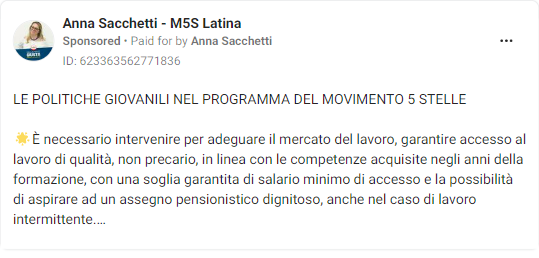 Anna Sacchetti - M5S Latina
Sponsored • Paid for by Anna Sacchetti
ID: 623363562771836
LE POLITICHE GIOVANILI NEL PROGRAMMA DEL MOVIMENTO 5 STELLE
🌟È necessario intervenire per adeguare il mercato del lavoro, garantire accesso al
lavoro di qualità, non precario, in linea con le competenze acquisite negli anni della
formazione, con una soglia garantita di salario minimo di accesso e la possibilità
di aspirare ad un assegno pensionistico dignitoso, anche nel caso di lavoro
intermittente....